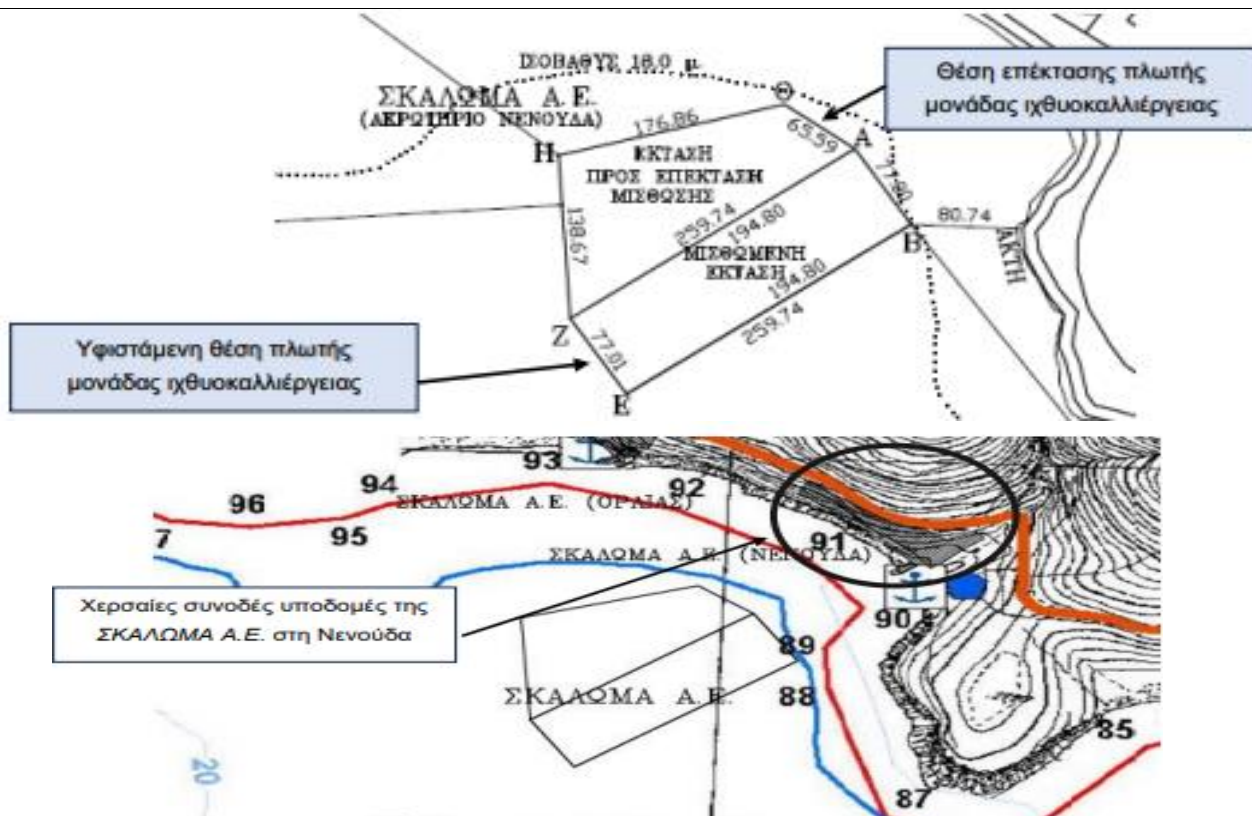 ΙΣΟΒΑΘΥΣ 18.0 μ.
ΣΚΑΛΩΜΑ Α.Ε.
(ΑΚΡΩΤΗΡΙΟ ΝΕΝΟΥΔΑ)
Θέση επέκτασης πλωτής
μονάδας ιχθυοκαλλιέργειας
Θ
176.86
65.59
Α
Η
ΕΚΤΑΣΗ
ΠΡΟΣ ΕΠΕΚΤΑΣΗ
ΜΙΣΘΩΣΗΣ
138.67
259.74
194.80
80.74
Β
ΑΚΤΗ
ΜΙΣΘΩΜΕΝΗ
ΕΚΤΑΣΗ
194.80
259.74
Ζ
77.01
Ε
Υφιστάμενη θέση πλωτής
μονάδας ιχθυοκαλλιέργειας
93
94
92
96
ΣΚΑΛΩΜΑ Α.Ε. (ΟΡΑΙΑΣ)
7
95
91
ΣΚΑΛΩΜΑ Α.Ε. (ΝΕΝΟΥΔΑ)
Χερσαίες συνοδές υποδομές της
ΣΚΑΛΩΜΑ Α.Ε. στη Νενούδα
90
89
ΣΚΑΛΩΜΑ Α.Ε.
88
85
20
87